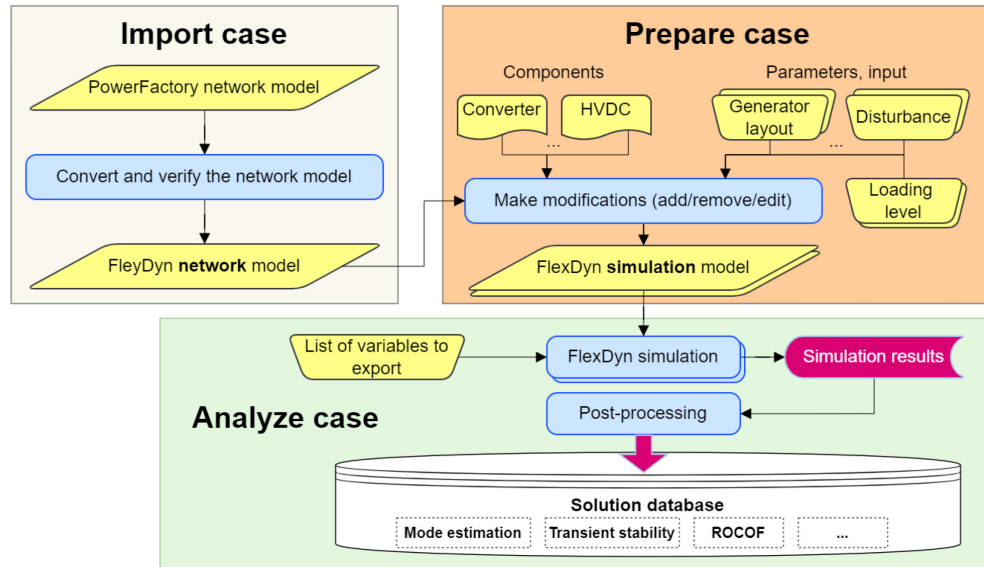 Import case
PowerFactory network model
Convert and verify the network model
FleyDyn network model
Prepare case
Components
Parameters, input
Converter
HVDC
...
Generator
layout
Disturbance
...
Loading
level
Make modifications (add/remove/edit)
FlexDyn simulation model
Analyze case
List of variables to
export
FlexDyn simulation
Simulation results
Post-processing
Solution database
Mode estimation
Transient stability
ROCOF
...